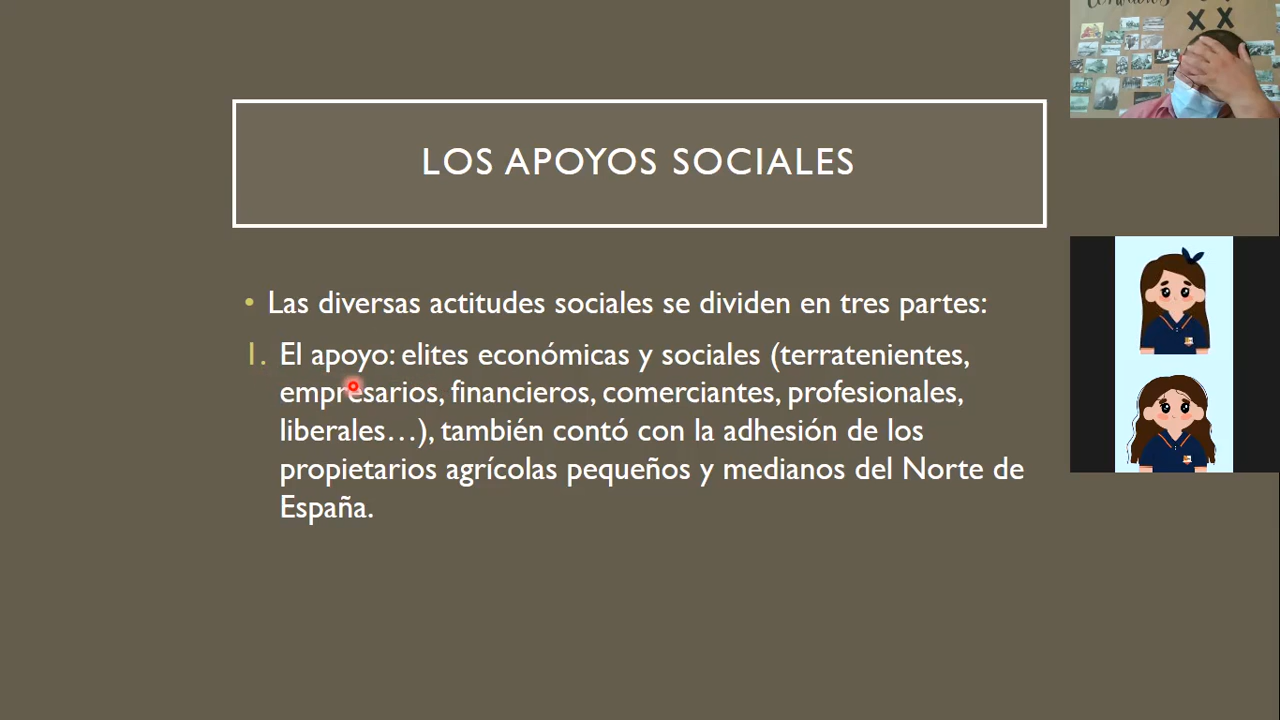 LOS APOYOS SOCIALES
• Las diversas actitudes sociales se dividen en tres partes:
1. El apoyo: elites económicas y sociales (terratenientes,
empresarios, financieros, comerciantes, profesionales,
liberales…), también contó con la adhesión de los
propietarios agrícolas pequeños y medianos del Norte de
España.